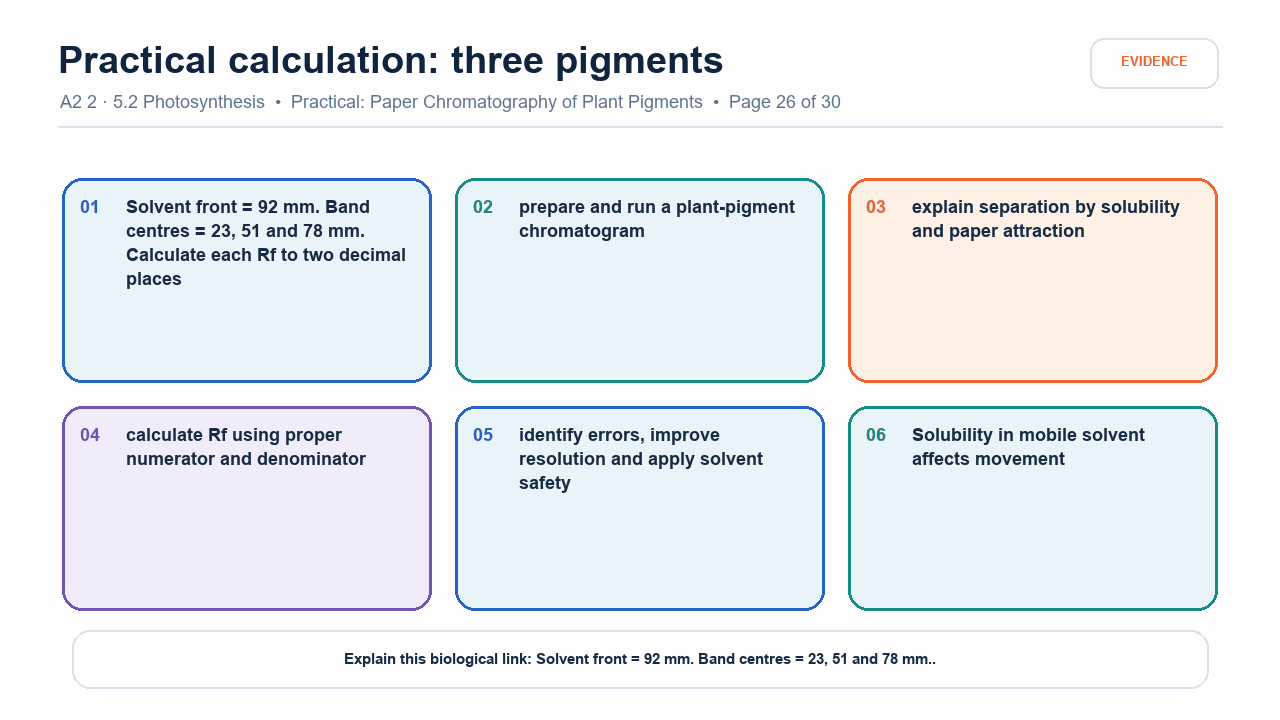 Practical calculation: three pigments
EVIDENCE
A2 2 · 5.2 Photosynthesis • Practical: Paper Chromatography of Plant Pigments • Page 26 of 30
01
Solvent front = 92 mm. Band
centres = 23, 51 and 78 mm.
Calculate each Rf to two decimal
places
02
prepare and run a plant-pigment
chromatogram
03
explain separation by solubility
and paper attraction
04
calculate Rf using proper
numerator and denominator
05
identify errors, improve
resolution and apply solvent
safety
06
Solubility in mobile solvent
affects movement
Explain this biological link: Solvent front = 92 mm. Band centres = 23, 51 and 78 mm..